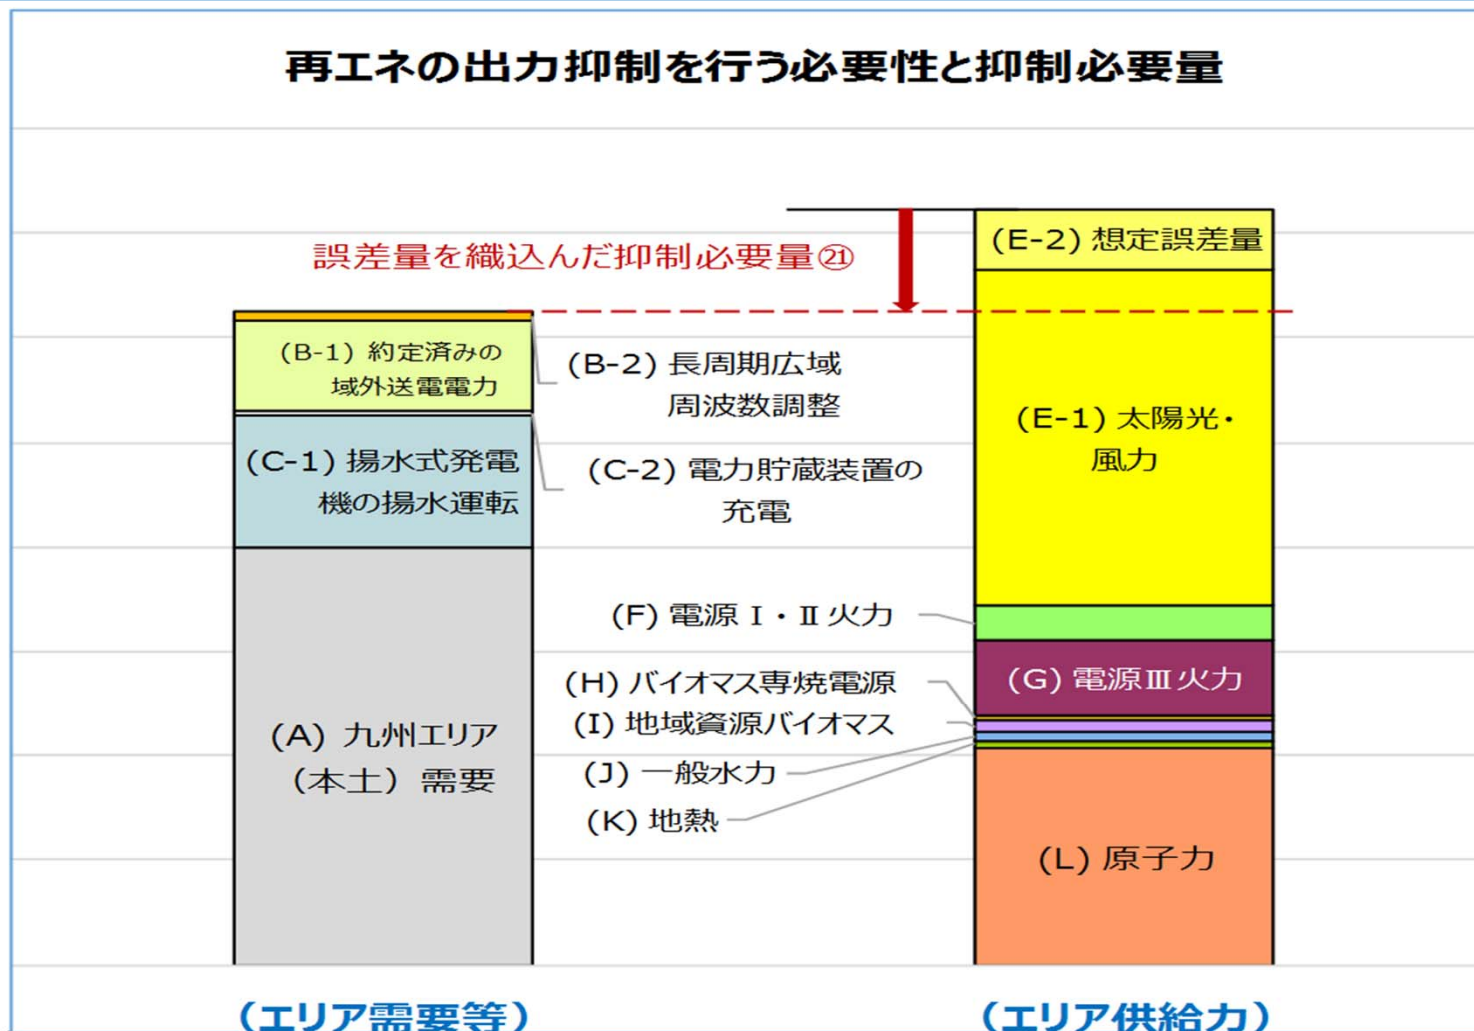 再エネの出力抑制を行う必要性と抑制必要量
誤差量を織込んだ抑制必要量㉑
(E-2) 想定誤差量
(B-1) 約定済みの
域外送電電力
(B-2) 長周期広域
周波数調整
(E-1) 太陽光・
風力
(C-1) 揚水式発電
機の揚水運転
(C-2) 電力貯蔵装置の
充電
(F) 電源Ⅰ・Ⅱ火力
(G) 電源Ⅲ火力
(H) バイオマス専焼電源
(I) 地域資源バイオマス
(A) 九州エリア
（本土）需要
(J) 一般水力
(K) 地熱
(L) 原子力
（エリア需要等）
（エリア供給力）